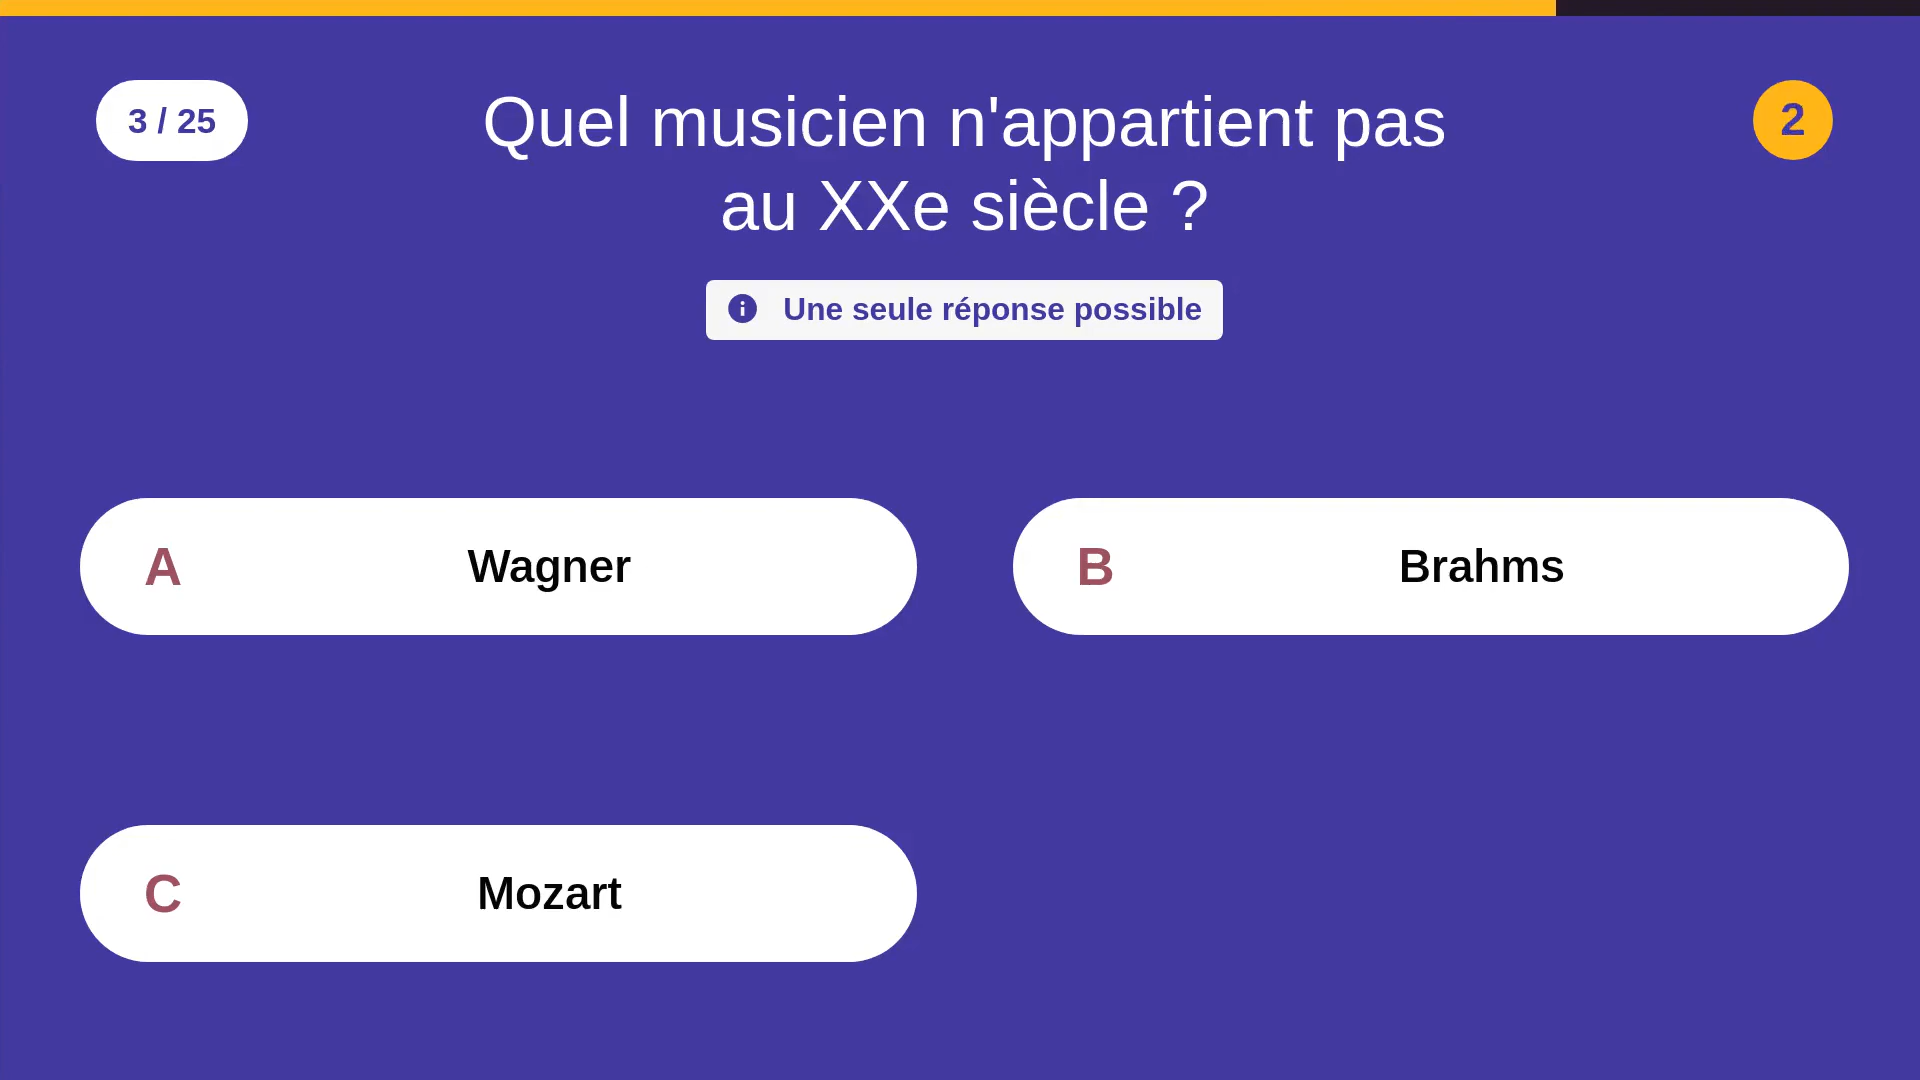 3 / 25
Quel musicien n'appartient pas
au XXe siècle ?
2
Une seule réponse possible
A Wagner
B Brahms
C Mozart